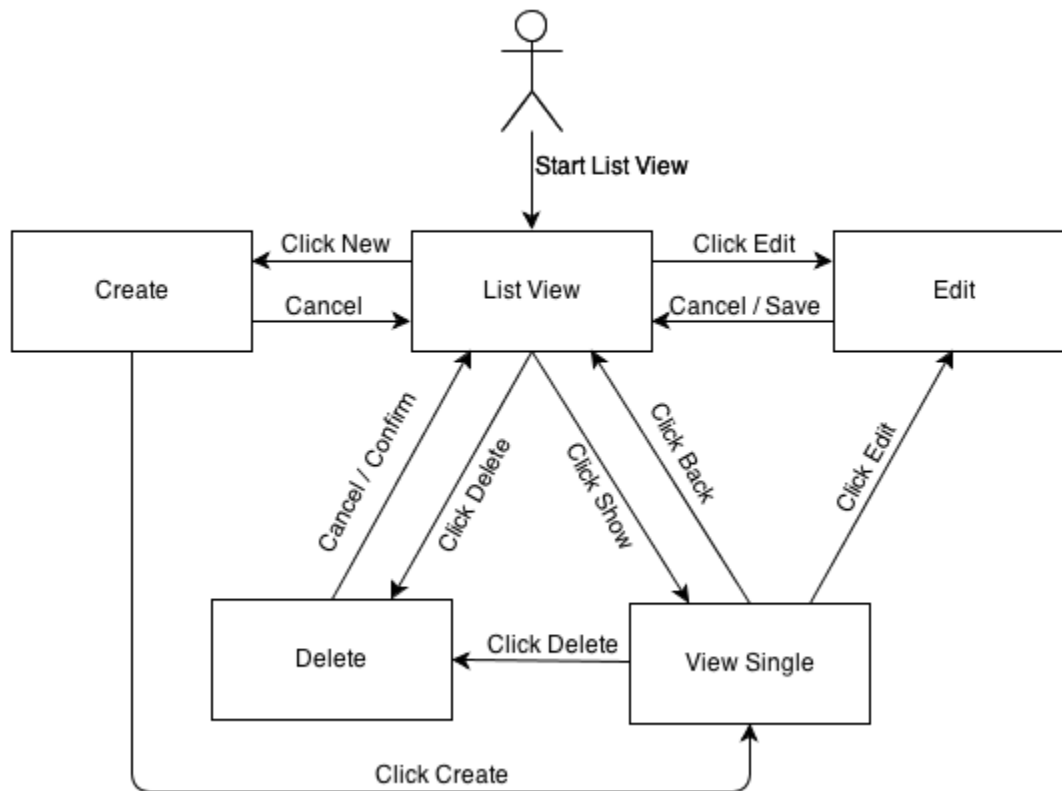 Start List View
Click New
Click Edit
Create
List View
Edit
Cancel
Cancel / Save
Cancel / Confirm
Click Delete
Click Show
Click Back
Click Edit
Delete
Click Delete
View Single
Click Create